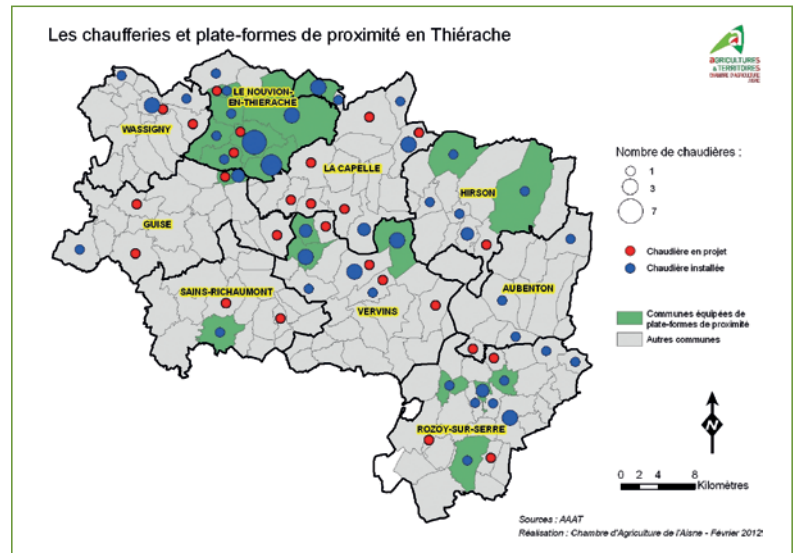 Les chaufferies et plate-formes de proximité en Thiérache
agRICULTURES
& TERRITOIRES
CHAMBRE D'AGRICULTURE
AISNE
LE NOUVION-
EN-THIERACHE
WASSIGNY
LA CAPELLE
HIRSON
GUISE
AUBENTON
SAINS-RICHAUMONT
VERVINS
ROZOY-SUR-SERRE
Nombre de chaudières :
1
3
7
Chaudière en projet
Chaudière installée
Communes équipées de
plate-formes de proximité
Autres communes
N
0 2 4 8
Kilomètres
Sources : AAAT
Réalisation : Chambre d'Agriculture de l'Aisne - Février 2012